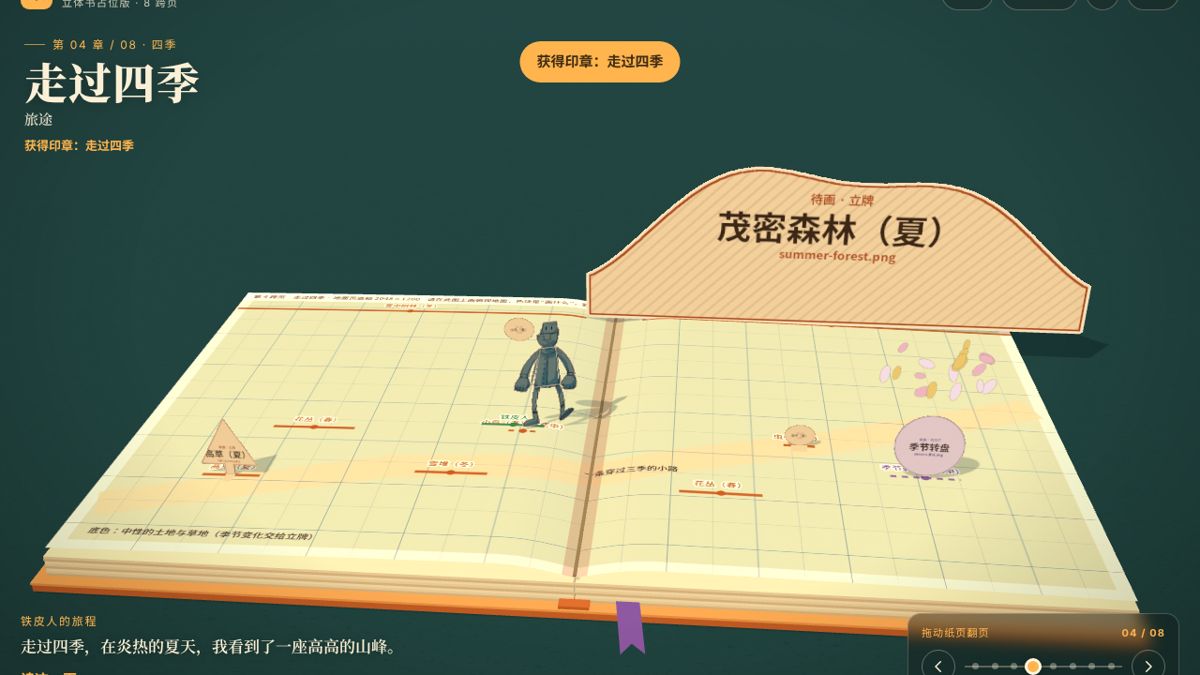 立体书占位版 · 8 跨页
第 04 章 / 08 · 四季
走过四季
旅途
获得印章：走过四季
获得印章：走过四季
待画 · 立牌
茂密森林（夏）
summer-forest.png
铁皮人
花丛（春）
高草（夏）
雪堆（冬）
一条穿过三季的小路
花丛（春）
季节转盘
底色：中性的土地与草地（季节变化交给立牌）
铁皮人的旅程
走过四季，在炎热的夏天，我看到了一座高高的山峰。
拖动纸页翻页
04 / 08